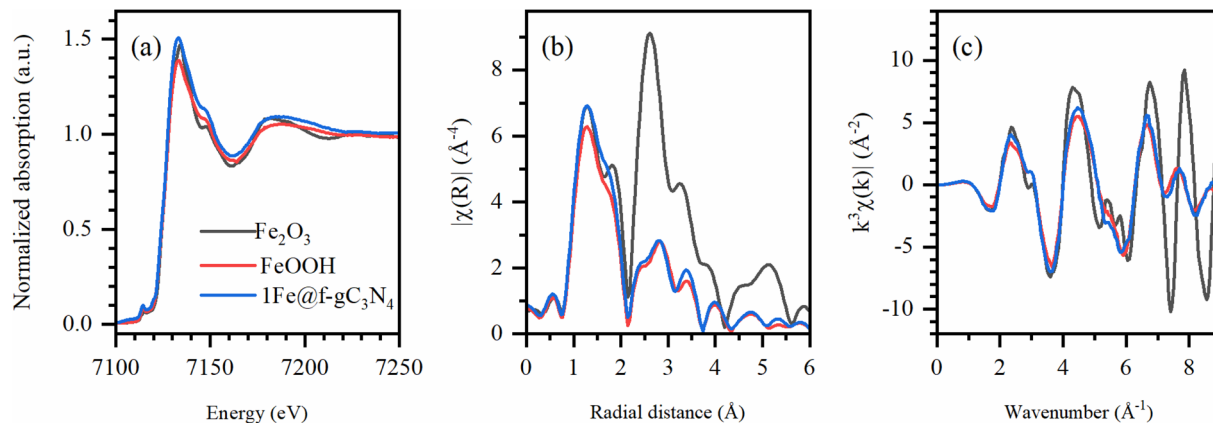 (a)
Normalized absorption (a.u.)
1.5
1.0
0.5
0.0
Fe₂O₃
FeOOH
1Fe@f-gC₃N₄
7100 7150 7200 7250
Energy (eV)
(b)
|χ(R)| (Å⁻⁴)
8
6
4
2
0
0 1 2 3 4 5 6
Radial distance (Å)
(c)
k³χ(k)| (Å⁻²)
10
5
0
-5
-10
0 2 4 6 8
Wavenumber (Å⁻¹)